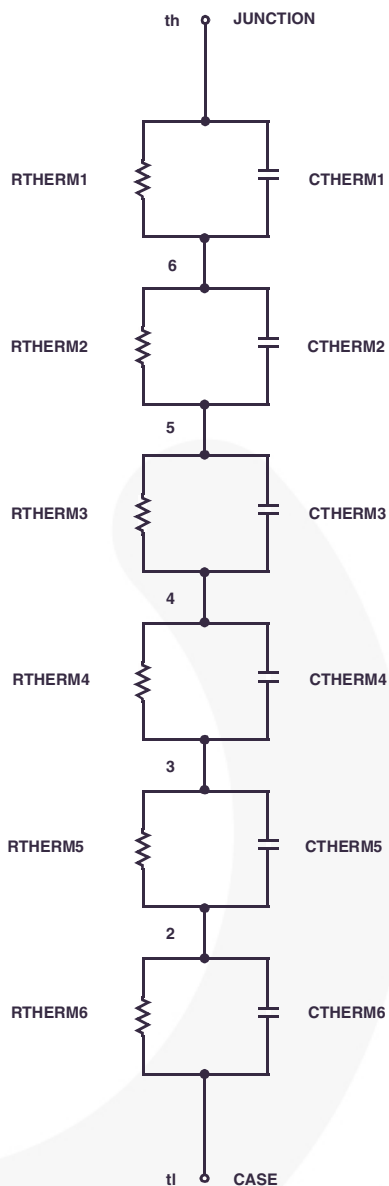 th JUNCTION
RTHERM1 CTHERM1
6
RTHERM2 CTHERM2
5
RTHERM3 CTHERM3
4
RTHERM4 CTHERM4
3
RTHERM5 CTHERM5
2
RTHERM6 CTHERM6
tl CASE